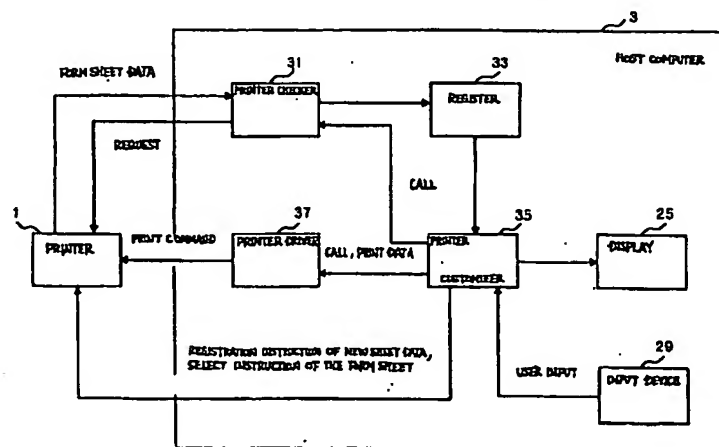 3
HOST COMPUTER
FORM SHEET DATA
31
PRINTER CHECKER
33
REGISTER
REQUEST
CALL
1
PRINTER
PRINT COMMAND
37
PRINTER DRIVER
CALL, PRINT DATA
35
PRINTER
CUSTOMIZER
25
DISPLAY
REGISTRATION INSTRUCTION OF NEW SHEET DATA,
SELECT INSTRUCTION OF THE FORM SHEET
USER INPUT
29
INPUT DEVICE